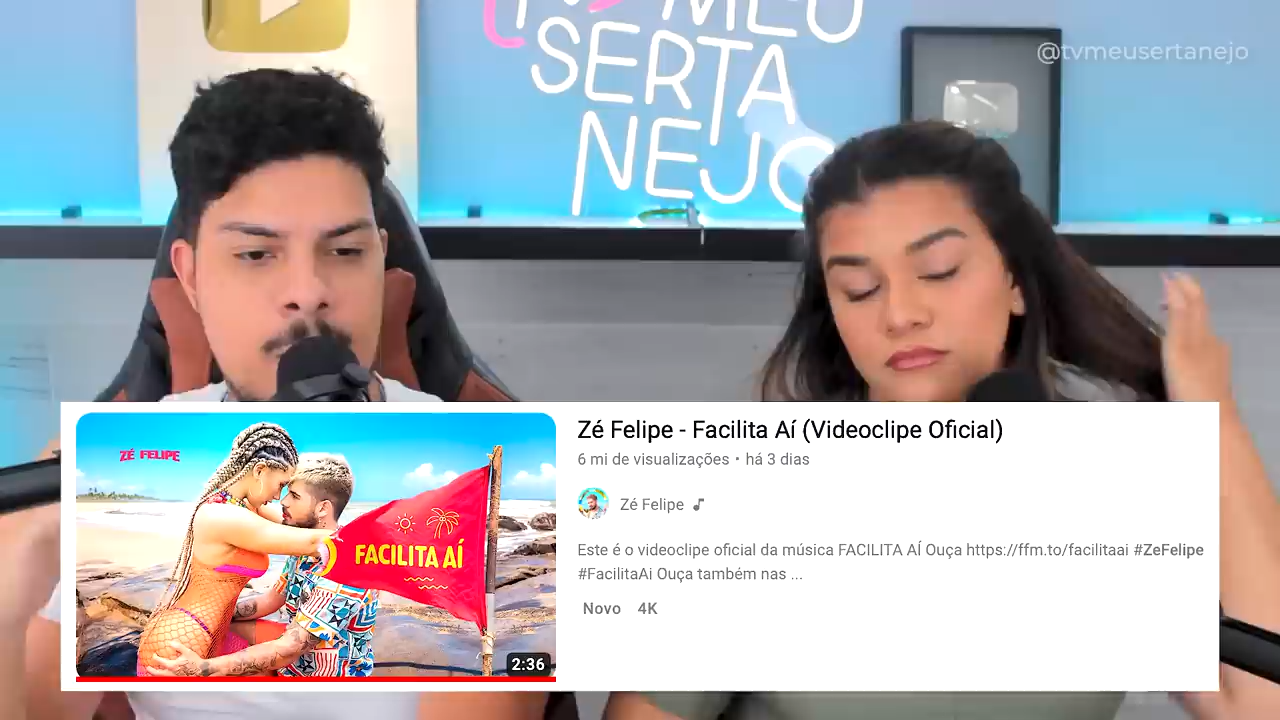 TV MEU
SERTA
NEJO
@tvmeusertanejo
ZÉ FELIPE
FACILITA AÍ
2:36
Zé Felipe - Facilita Aí (Videoclipe Oficial)
6 mi de visualizações • há 3 dias
Zé Felipe
Este é o videoclipe oficial da música FACILITA AÍ Ouça https://ffm.to/facilitaai #ZeFelipe
#FacilitaAi Ouça também nas ...
Novo 4K